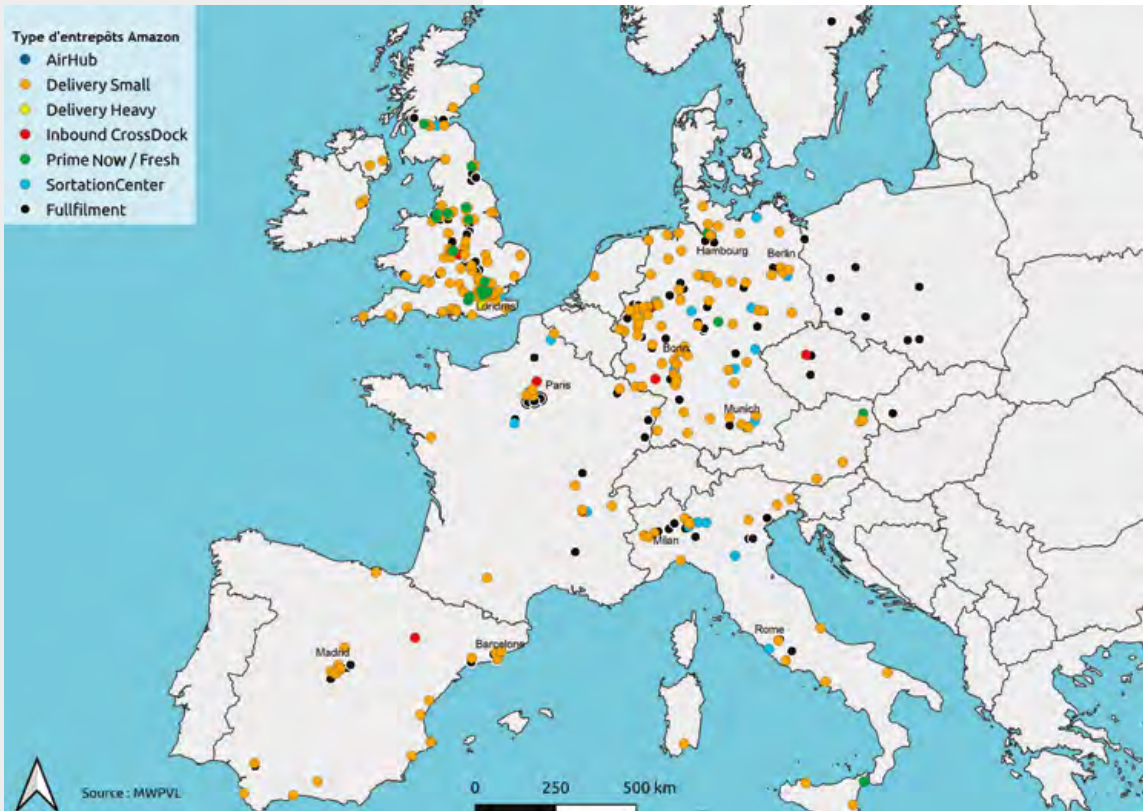 Type d'entrepôts Amazon
AirHub
Delivery Small
Delivery Heavy
Inbound CrossDock
Prime Now / Fresh
SortationCenter
Fullfilment
Hambourg
Berlin
Londres
Bonn
Paris
Munich
Milan
Rome
Barcelone
Madrid
0 250 500 km
Source : MWPVL